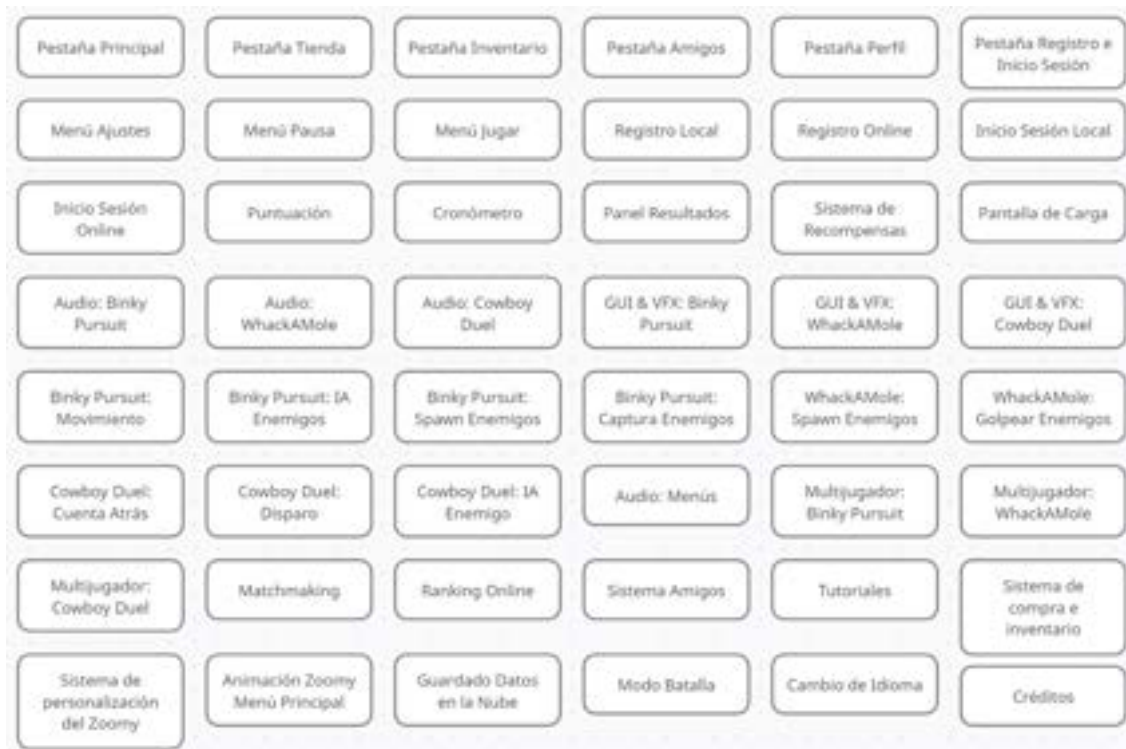 Pestaña Principal
Pestaña Tienda
Pestaña Inventario
Pestaña Amigos
Pestaña Perfil
Pestaña Registro e
Inicio Sesión
Menú Ajustes
Menú Pausa
Menú Jugar
Registro Local
Registro Online
Inicio Sesión Local
Inicio Sesión
Online
Puntuación
Cronómetro
Panel Resultados
Sistema de
Recompensas
Pantalla de Carga
Audio: Binky
Pursuit
Audio:
WhackAMole
Audio: Cowboy
Duel
GUI & VFX: Binky
Pursuit
GUI & VFX:
WhackAMole
GUI & VFX:
Cowboy Duel
Binky Pursuit:
Movimiento
Binky Pursuit: IA
Enemigos
Binky Pursuit:
Spawn Enemigos
Binky Pursuit:
Captura Enemigos
WhackAMole:
Spawn Enemigos
WhackAMole:
Golpear Enemigos
Cowboy Duel:
Cuenta Atrás
Cowboy Duel:
Disparo
Cowboy Duel: IA
Enemigo
Audio: Menús
Multijugador:
Binky Pursuit
Multijugador:
WhackAMole
Multijugador:
Cowboy Duel
Matchmaking
Ranking Online
Sistema Amigos
Tutoriales
Sistema de
compra e
inventario
Sistema de
personalización
del Zoomy
Animación Zoomy
Menú Principal
Guardado Datos
en la Nube
Modo Batalla
Cambio de Idioma
Créditos